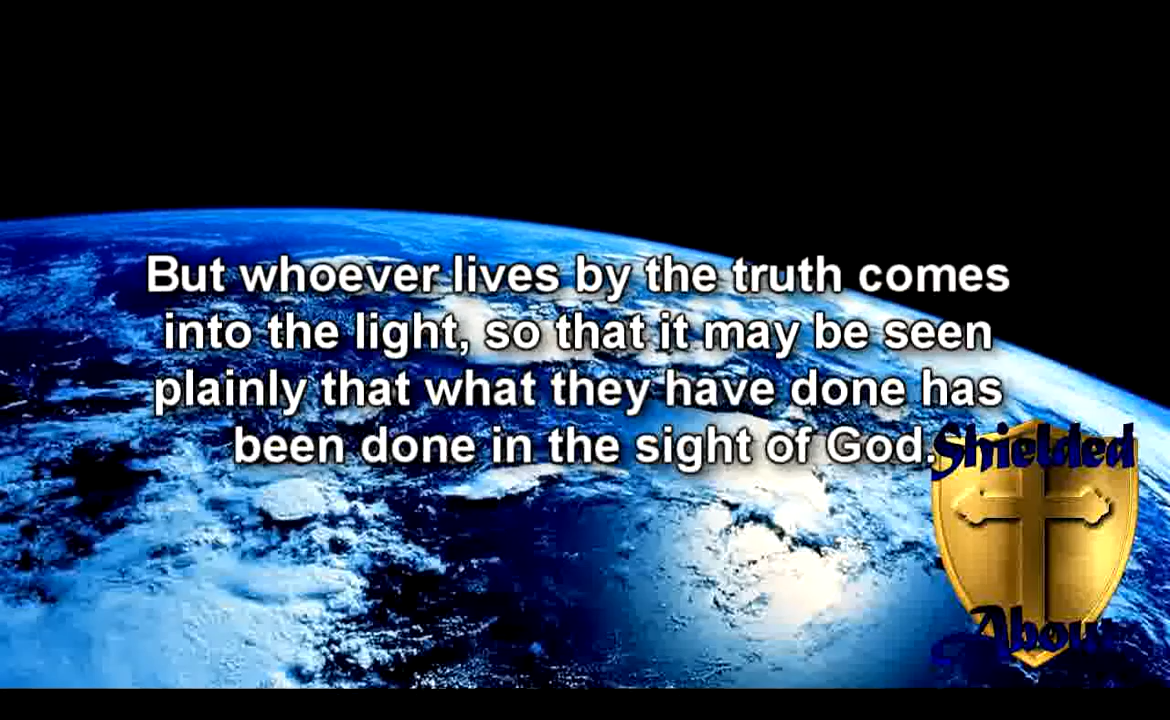 But whoever lives by the truth comes
into the light, so that it may be seen
plainly that what they have done has
been done in the sight of God.
Shielded
About